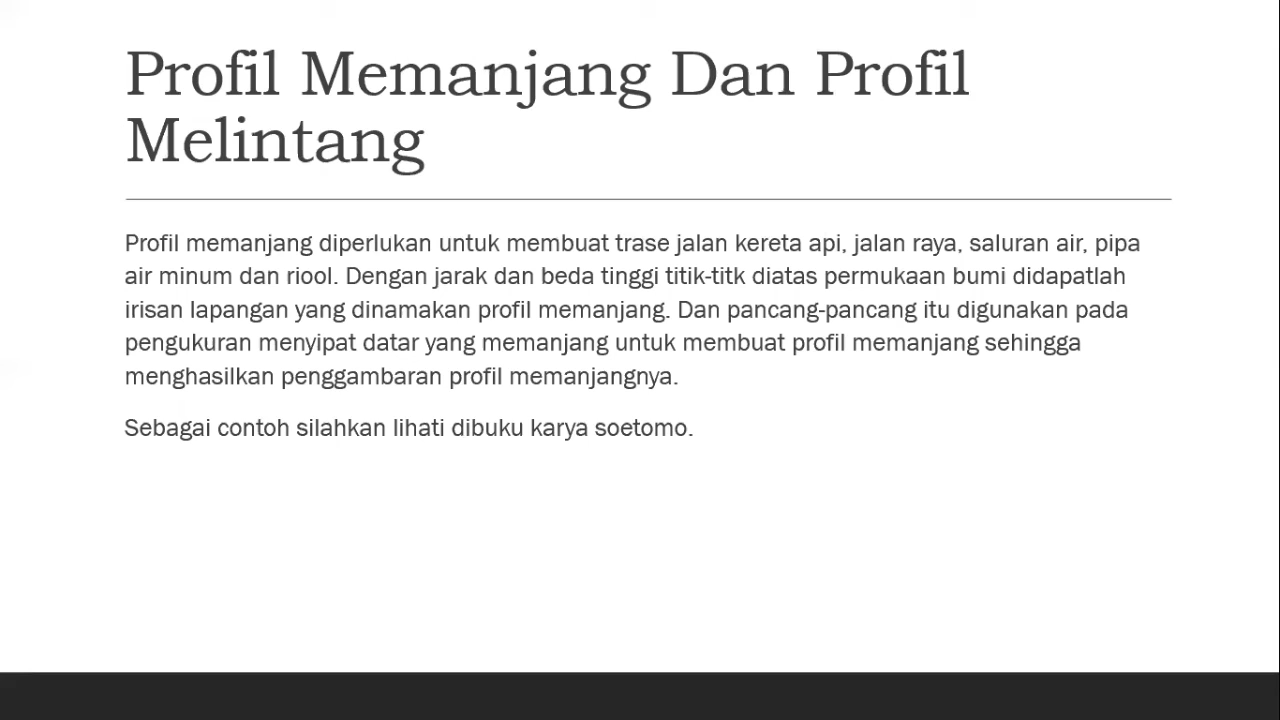 Profil Memanjang Dan Profil
Melintang
Profil memanjang diperlukan untuk membuat trase jalan kereta api, jalan raya, saluran air, pipa
air minum dan riool. Dengan jarak dan beda tinggi titik-titk diatas permukaan bumi didapatlah
irisan lapangan yang dinamakan profil memanjang. Dan pancang-pancang itu digunakan pada
pengukuran menyipat datar yang memanjang untuk membuat profil memanjang sehingga
menghasilkan penggambaran profil memanjangnya.
Sebagai contoh silahkan lihati dibuku karya soetomo.